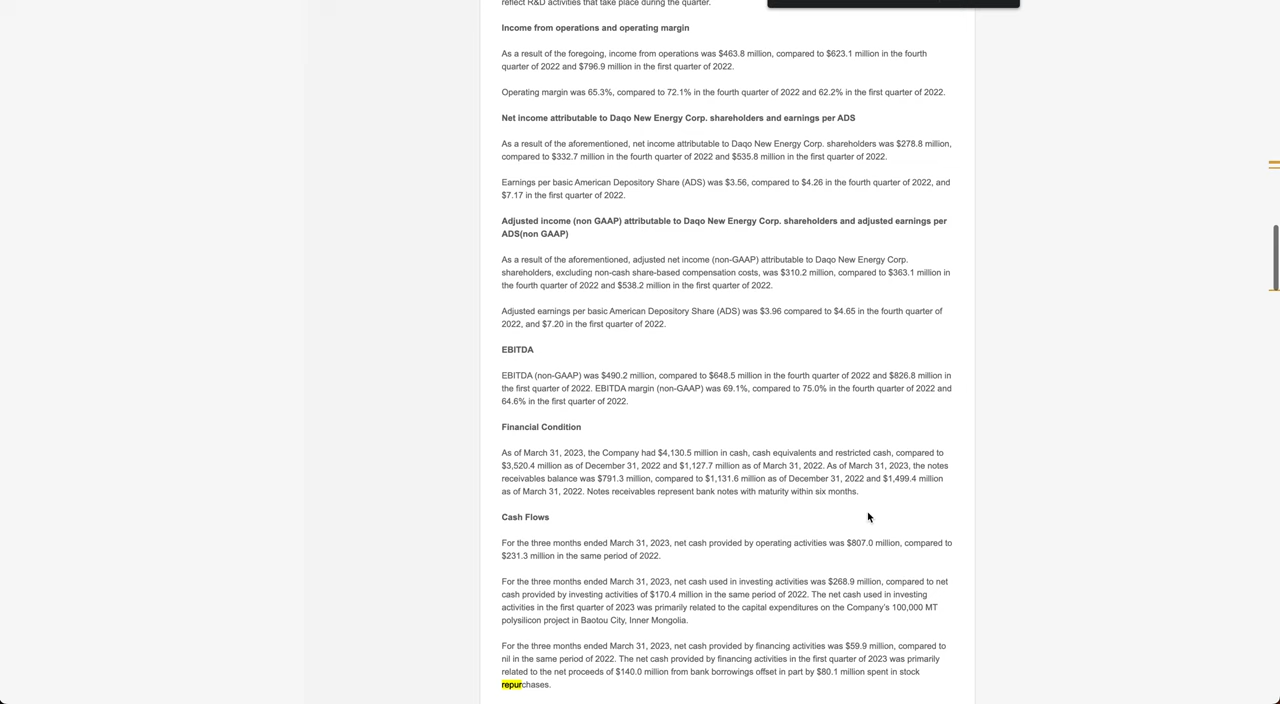 reflect R&D activities that take place during the quarter.
Income from operations and operating margin
As a result of the foregoing, income from operations was $463.8 million, compared to $623.1 million in the fourth
quarter of 2022 and $796.9 million in the first quarter of 2022.
Operating margin was 65.3%, compared to 72.1% in the fourth quarter of 2022 and 62.2% in the first quarter of 2022.
Net income attributable to Daqo New Energy Corp. shareholders and earnings per ADS
As a result of the aforementioned, net income attributable to Daqo New Energy Corp. shareholders was $278.8 million,
compared to $332.7 million in the fourth quarter of 2022 and $535.8 million in the first quarter of 2022.
Earnings per basic American Depository Share (ADS) was $3.56, compared to $4.26 in the fourth quarter of 2022, and
$7.17 in the first quarter of 2022.
Adjusted income (non GAAP) attributable to Daqo New Energy Corp. shareholders and adjusted earnings per
ADS(non GAAP)
As a result of the aforementioned, adjusted net income (non-GAAP) attributable to Daqo New Energy Corp.
shareholders, excluding non-cash share-based compensation costs, was $310.2 million, compared to $363.1 million in
the fourth quarter of 2022 and $538.2 million in the first quarter of 2022.
Adjusted earnings per basic American Depository Share (ADS) was $3.96 compared to $4.65 in the fourth quarter of
2022, and $7.20 in the first quarter of 2022.
EBITDA
EBITDA (non-GAAP) was $490.2 million, compared to $648.5 million in the fourth quarter of 2022 and $826.8 million in
the first quarter of 2022. EBITDA margin (non-GAAP) was 69.1%, compared to 75.0% in the fourth quarter of 2022 and
64.6% in the first quarter of 2022.
Financial Condition
As of March 31, 2023, the Company had $4,130.5 million in cash, cash equivalents and restricted cash, compared to
$3,520.4 million as of December 31, 2022 and $1,127.7 million as of March 31, 2022. As of March 31, 2023, the notes
receivables balance was $791.3 million, compared to $1,131.6 million as of December 31, 2022 and $1,499.4 million
as of March 31, 2022. Notes receivables represent bank notes with maturity within six months.
Cash Flows
For the three months ended March 31, 2023, net cash provided by operating activities was $807.0 million, compared to
$231.3 million in the same period of 2022.
For the three months ended March 31, 2023, net cash used in investing activities was $268.9 million, compared to net
cash provided by investing activities of $170.4 million in the same period of 2022. The net cash used in investing
activities in the first quarter of 2023 was primarily related to the capital expenditures on the Company's 100,000 MT
polysilicon project in Baotou City, Inner Mongolia.
For the three months ended March 31, 2023, net cash provided by financing activities was $59.9 million, compared to
nil in the same period of 2022. The net cash provided by financing activities in the first quarter of 2023 was primarily
related to the net proceeds of $140.0 million from bank borrowings offset in part by $80.1 million spent in stock
repurchases.